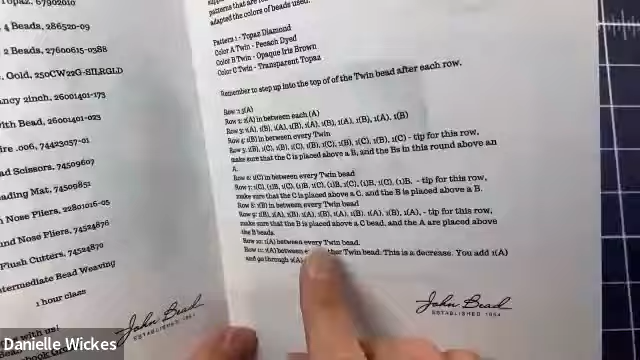 Topaz, 67902010
4 Beads, 286520-09
2 Beads, 27600615-0388
Gold, 250CW22G-SILRGLD
ancy 2inch, 26001401-173
with Bead, 26001401-023
ire .006, 74423057-01
ad Scissors, 74509607
eading Mat, 74509851
und Nose Pliers, 22801016-05
n Nose Pliers, 74524876
Flush Cutters, 74524870
ntermediate Bead Weaving
1 hour class
with us!
book Gro
John Bead
ESTABLISHED 1951
patterns that are
adapted the colors of beads used.
Pattern 1 - Topaz Diamond
Color A Twin - Peeach Dyed
Color B Twin - Opaque Iris Brown
Color C Twin - Transparent Topaz
Remember to step up into the top of of the Twin bead after each row.
Row 1: 5(A)
Row 2: 1(A) in between each (A)
Row 3: 1(A), 1(B), 1(A), 1(B), 1(A), 1(B), 1(A), 1(B), 1(A), 1(B)
Row 4: 1(B) in between every Twin
Row 5: 1(B), 1(C), 1(B), 1(C), 1(B), 1(C), 1(B), 1(C), 1(B), 1(C) - tip for this row,
make sure that the C is placed above a B, and the Bs in this round above an
A.
Row 6: 1(C) in between every Twin bead
Row 7: 1(C), (1)B, 1(C), (1)B, 1(C), (1)B, 1(C), (1)B, 1(C), (1)B, - tip for this row,
make sure that the C is placed above a C, and the B is placed above a B.
Row 8: 1(B) in between every Twin bead
Row 9: 1(B), 1(A), 1(B), 1(A), 1(B), 1(A), 1(B), 1(A), 1(B), 1(A), - tip for this row,
make sure that the B is placed above a C bead, and the A are placed above
the B beads.
Row 10: 1(A) between every Twin bead.
Row 11: 1(A) between ther Twin bead. This is a decrease. You add 1(A)
and go through 2(A)
John Bead
ESTABLISHED 1954
Danielle Wickes